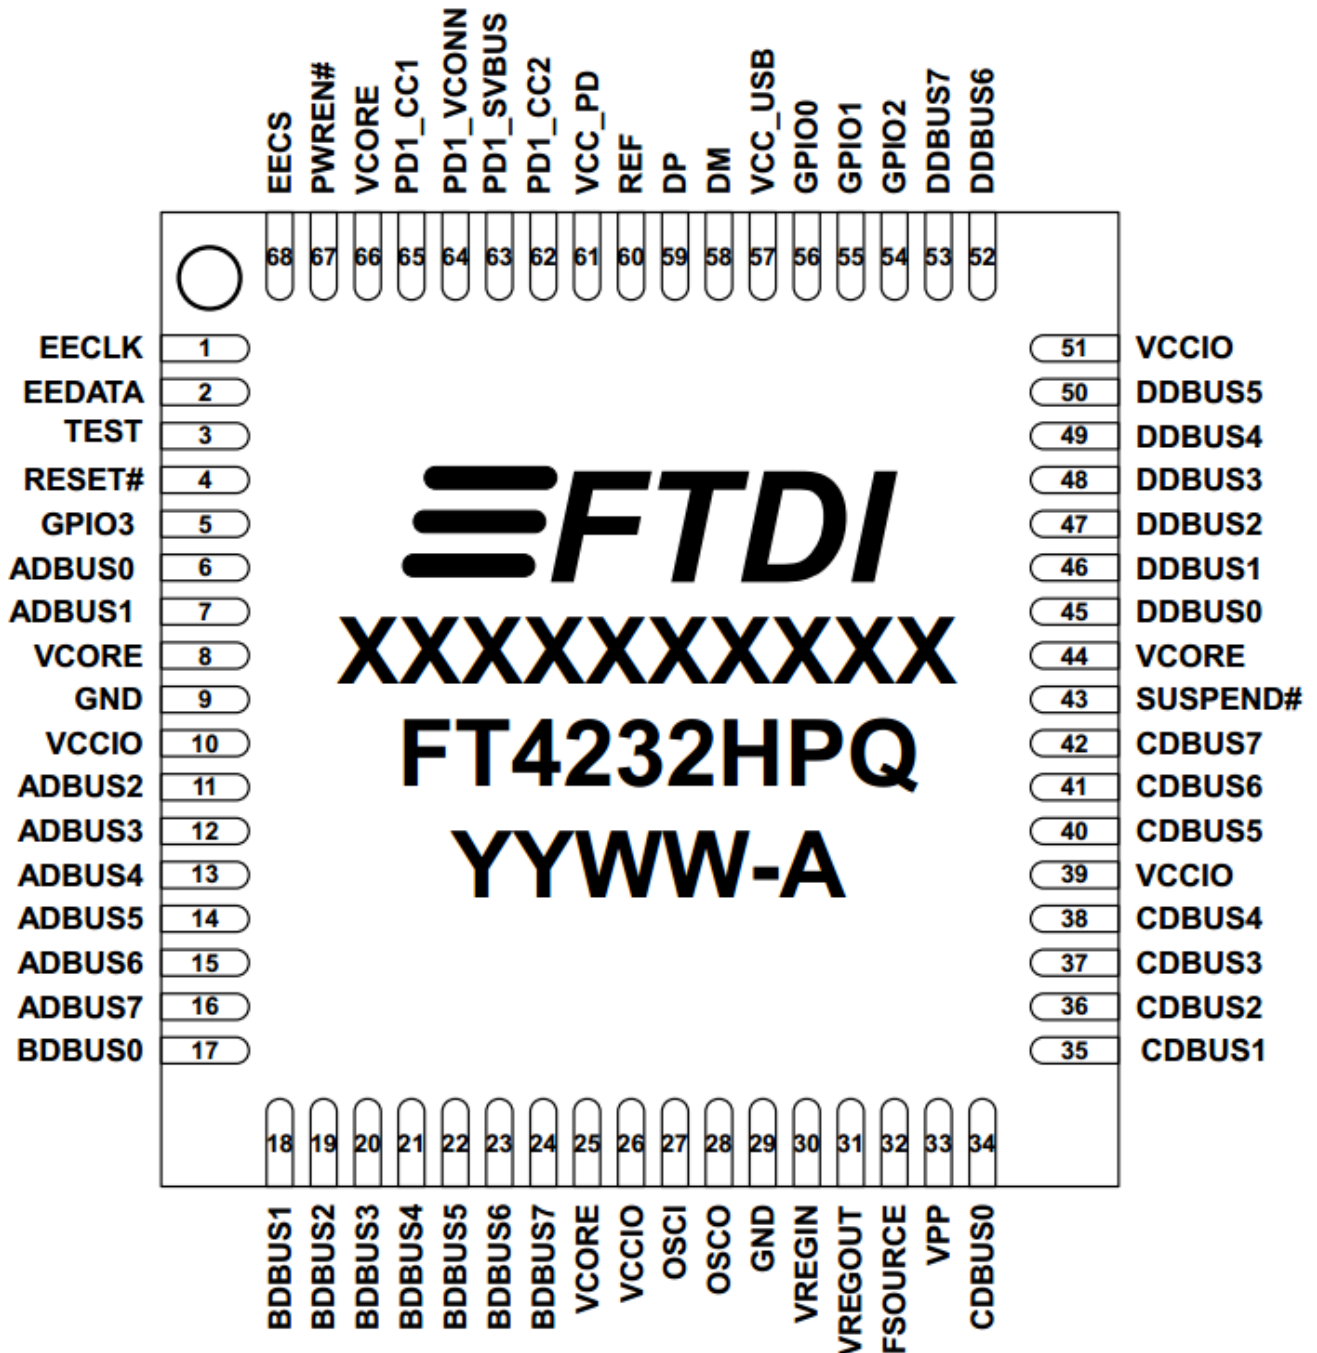 EECS
PWREN#
VCORE
PD1_CC1
PD1_VCONN
PD1_SVBUS
PD1_CC2
VCC_PD
REF
DP
DM
VCC_USB
GPIO0
GPIO1
GPIO2
DDBUS7
DDBUS6
68 67 66 65 64 63 62 61 60 59 58 57 56 55 54 53 52
EECLK 1
EEDATA 2
TEST 3
RESET# 4
GPIO3 5
ADBUS0 6
ADBUS1 7
VCORE 8
GND 9
VCCIO 10
ADBUS2 11
ADBUS3 12
ADBUS4 13
ADBUS5 14
ADBUS6 15
ADBUS7 16
BDBUS0 17
FTDI
XXXXXXXXXX
FT4232HPQ
YYWW-A
51 VCCIO
50 DDBUS5
49 DDBUS4
48 DDBUS3
47 DDBUS2
46 DDBUS1
45 DDBUS0
44 VCORE
43 SUSPEND#
42 CDBUS7
41 CDBUS6
40 CDBUS5
39 VCCIO
38 CDBUS4
37 CDBUS3
36 CDBUS2
35 CDBUS1
18 19 20 21 22 23 24 25 26 27 28 29 30 31 32 33 34
BDBUS1
BDBUS2
BDBUS3
BDBUS4
BDBUS5
BDBUS6
BDBUS7
VCORE
VCCIO
OSCI
OSCO
GND
VREGIN
VREGOUT
FSOURCE
VPP
CDBUS0